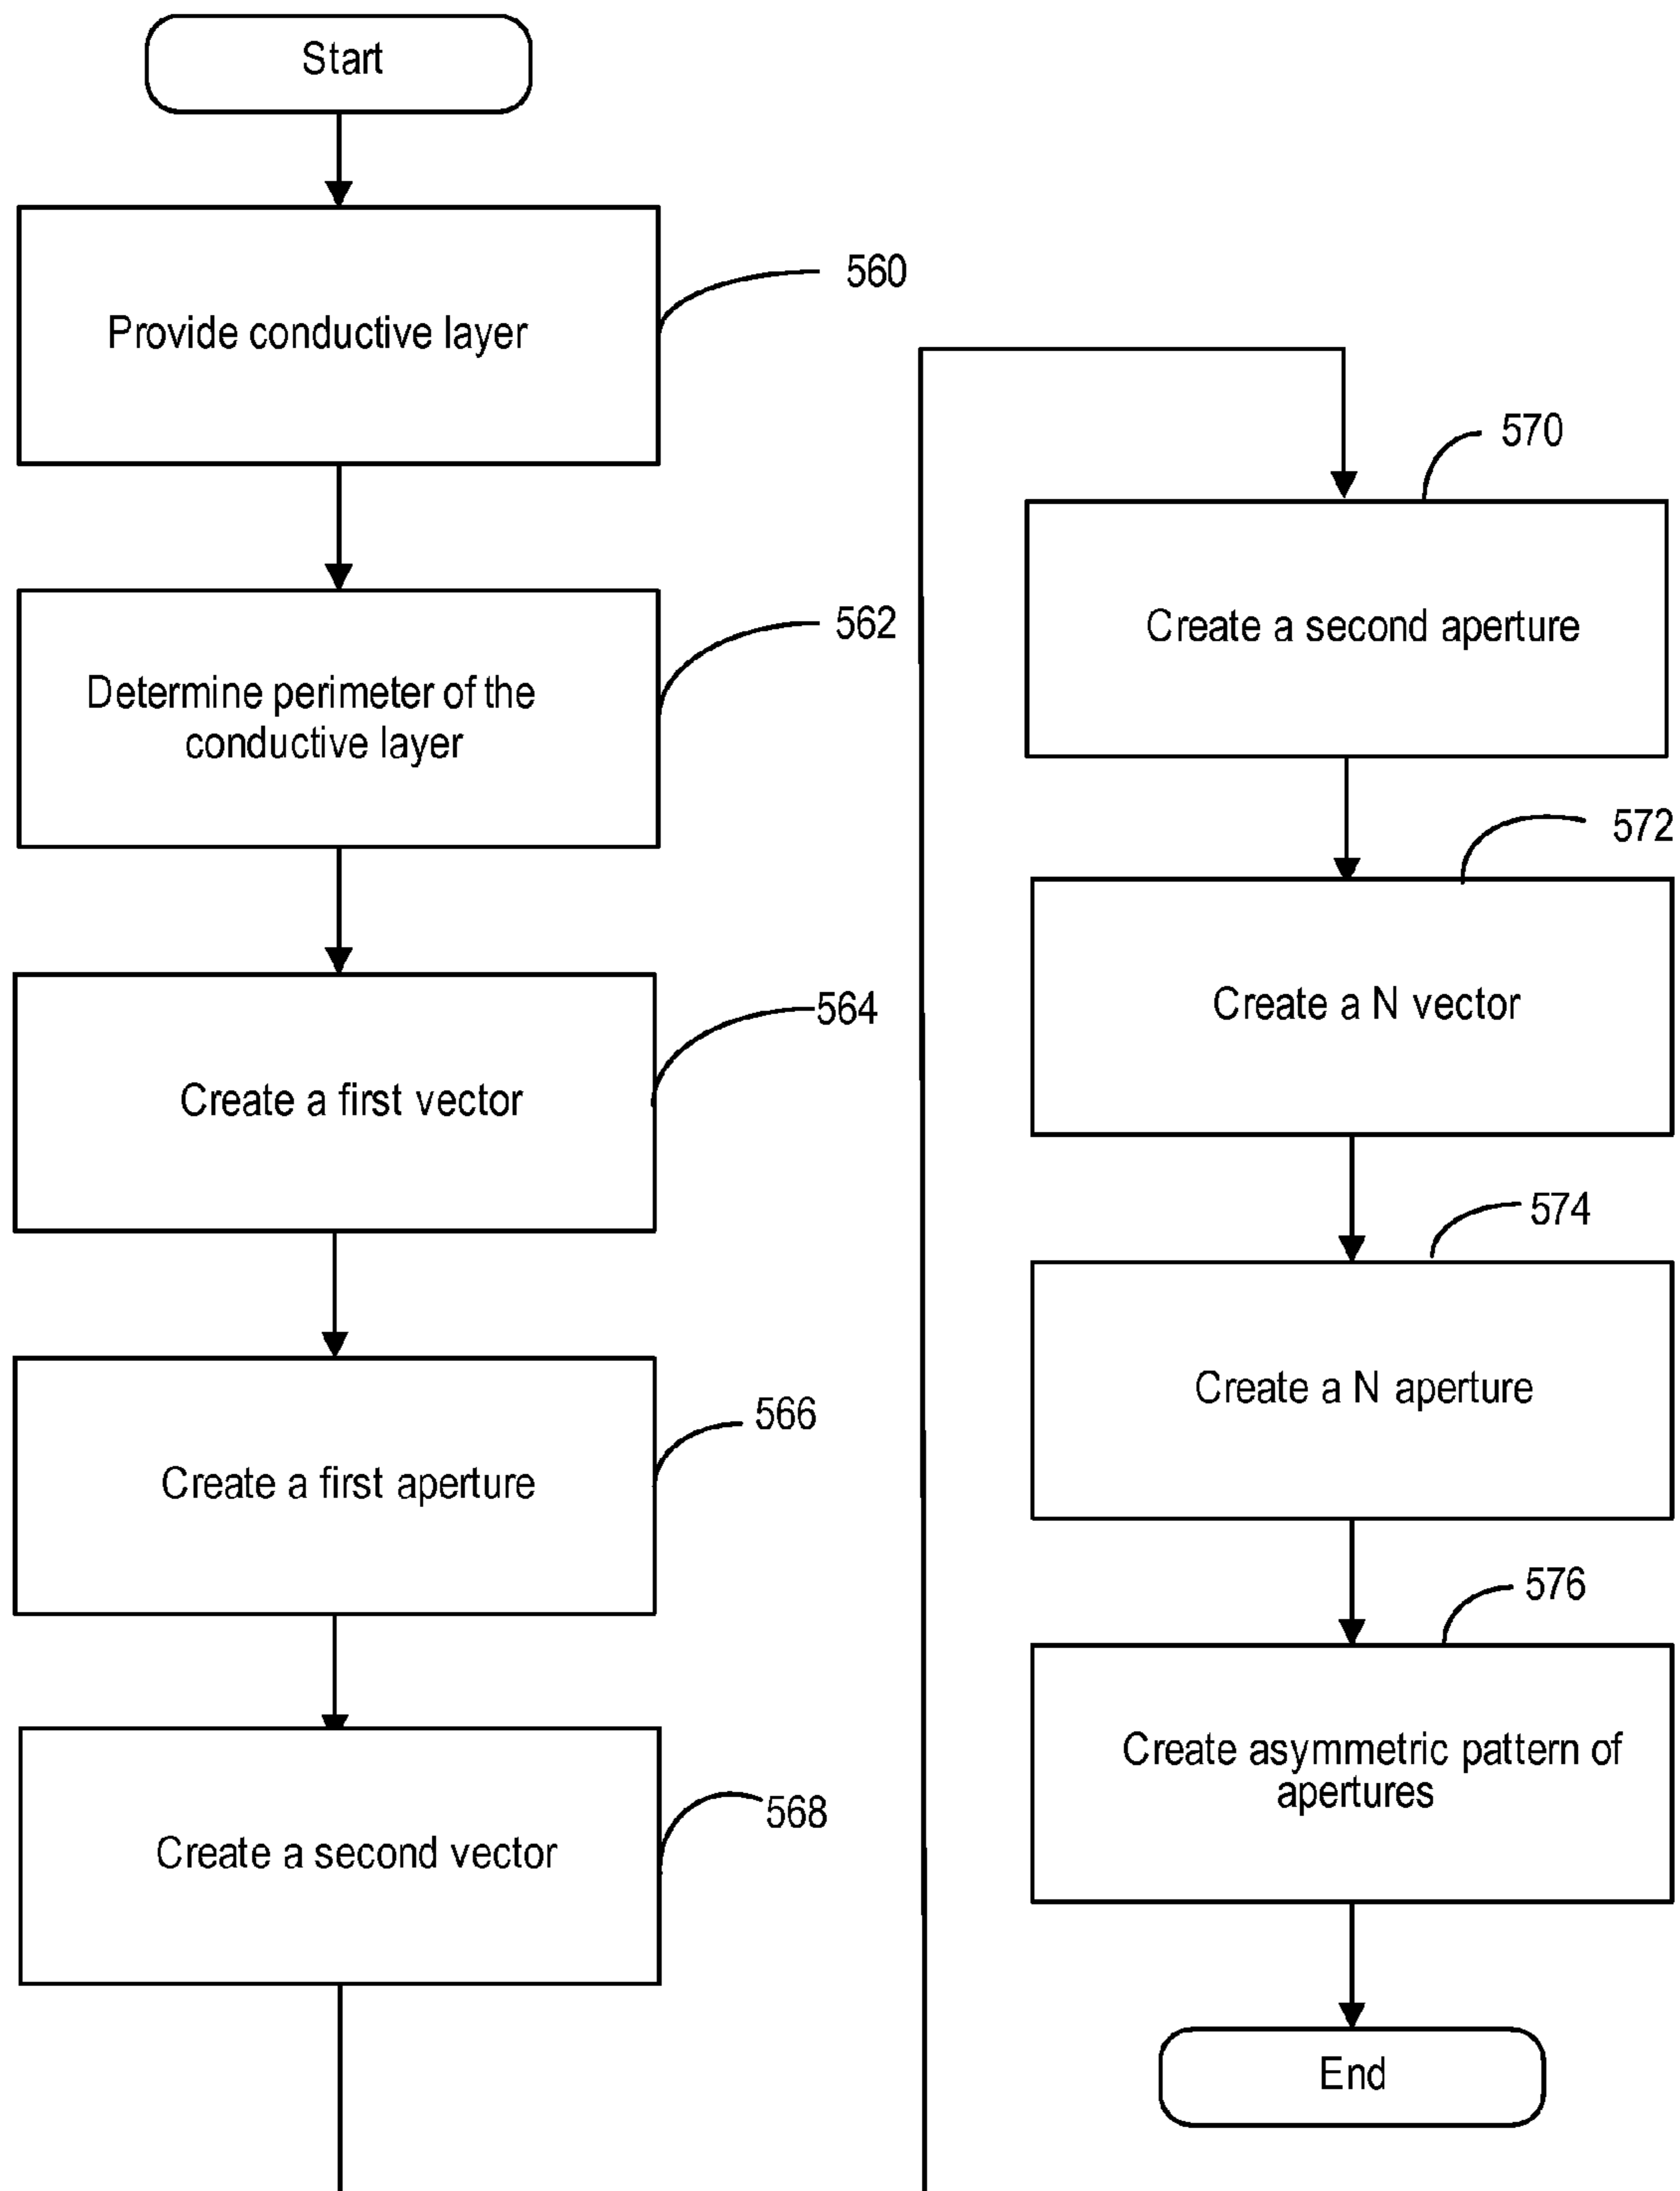 Start
Provide conductive layer
560
Determine perimeter of the
conductive layer
562
Create a first vector
564
Create a first aperture
566
Create a second vector
568
570
Create a second aperture
572
Create a N vector
574
Create a N aperture
576
Create asymmetric pattern of
apertures
End